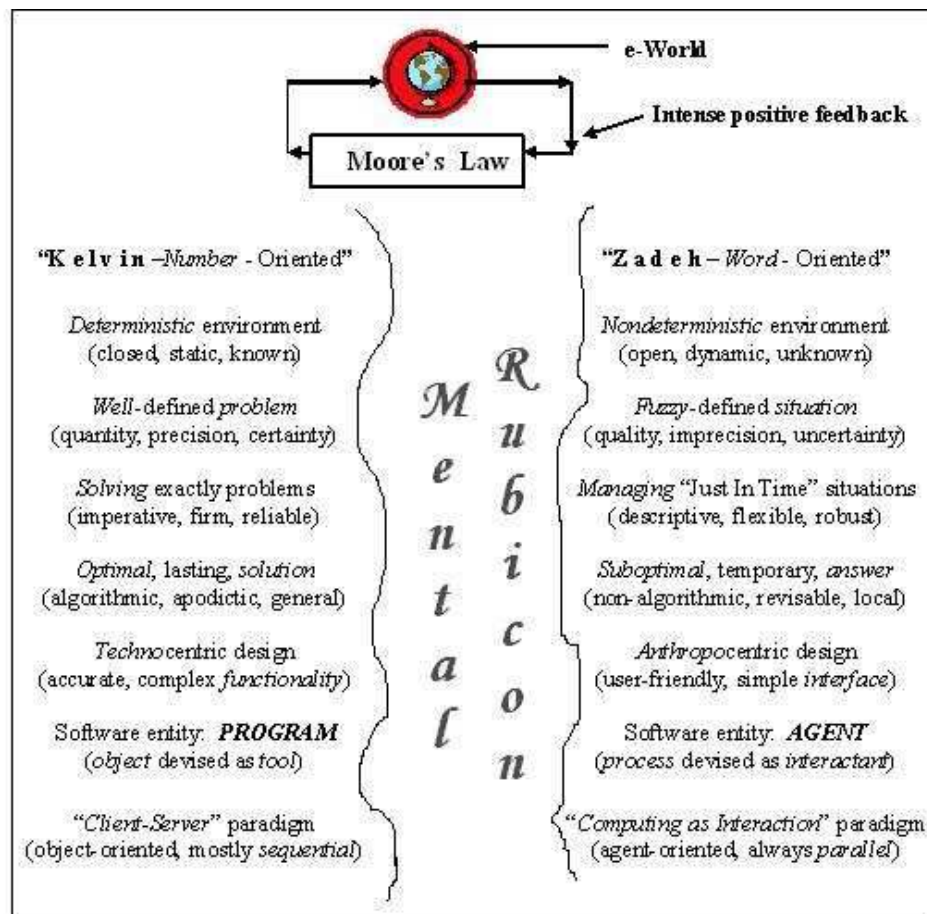 e-World
Intense positive feedback
Moore's Law
"Kelvin –Number - Oriented"
Deterministic environment
(closed, static, known)
Well-defined problem
(quantity, precision, certainty)
Solving exactly problems
(imperative, firm, reliable)
Optimal, lasting, solution
(algorithmic, apodictic, general)
Technocentric design
(accurate, complex functionality)
Software entity: PROGRAM
(object devised as tool)
"Client-Server" paradigm
(object-oriented, mostly sequential)
Mental
Rubicon
"Zadeh – Word - Oriented"
Nondeterministic environment
(open, dynamic, unknown)
Fuzzy-defined situation
(quality, imprecision, uncertainty)
Managing "Just In Time" situations
(descriptive, flexible, robust)
Suboptimal, temporary, answer
(non-algorithmic, revisable, local)
Anthropocentric design
(user-friendly, simple interface)
Software entity: AGENT
(process devised as interactant)
"Computing as Interaction" paradigm
(agent-oriented, always parallel)